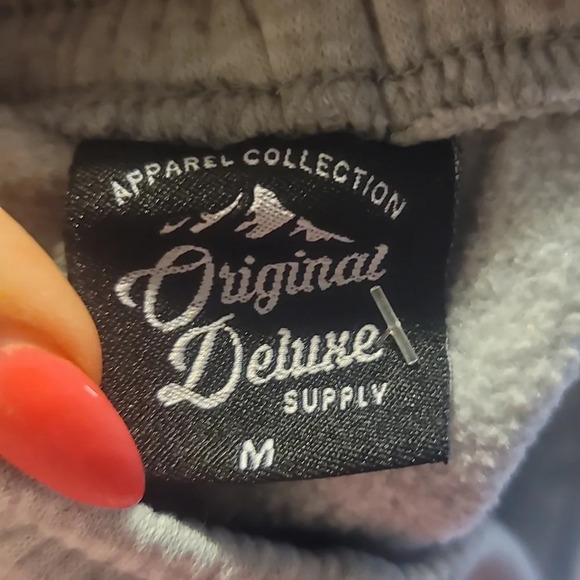 APPAREL COLLECTION
Original
Deluxe
SUPPLY
M